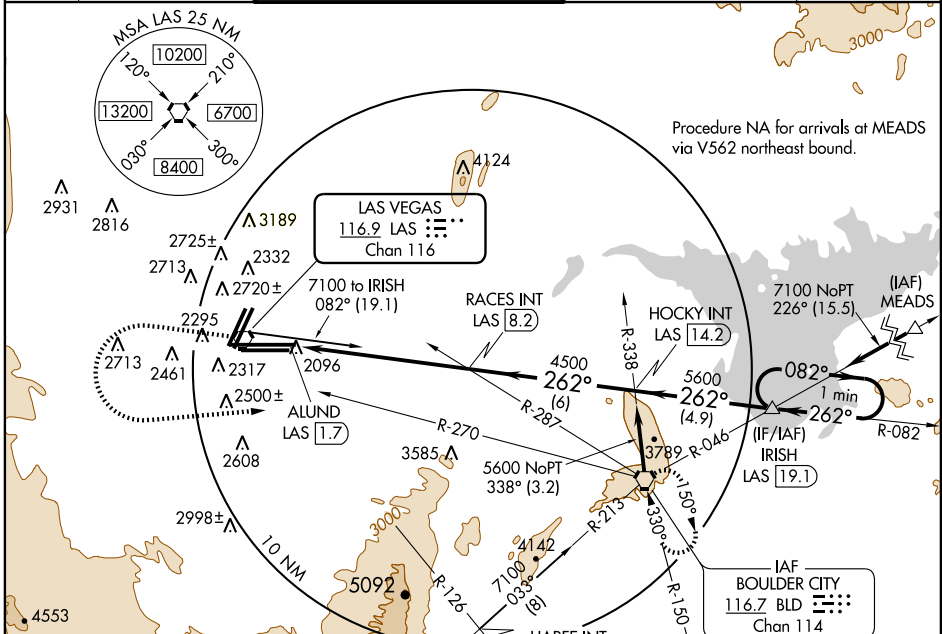 MSA LAS 25 NM
10200
120°
210°
13200
6700
030°
300°
8400
3000
Procedure NA for arrivals at MEADS
via V562 northeast bound.
4124
2931
2816
3189
LAS VEGAS
116.9 LAS
Chan 116
2725±
2713
2332
2720±
7100 to IRISH
082° (19.1)
RACES INT
LAS 8.2
HOCKY INT
LAS 14.2
7100 NoPT
226° (15.5)
(IAF)
MEADS
R-338
2295
2713
2461
2317
2096
4500
262°
(6)
5600
262°
(4.9)
082°
1 min
262°
R-082
2500±
ALUND
LAS 1.7
R-287
R-270
(IF/IAF)
IRISH
LAS 19.1
2608
3585
5600 NoPT
338° (3.2)
3789
R-046
2998±
3000
R-213
150°
330°
10 NM
4142
7100
033°
(8)
5092
R-126
R-150
IAF
BOULDER CITY
116.7 BLD
Chan 114
4553